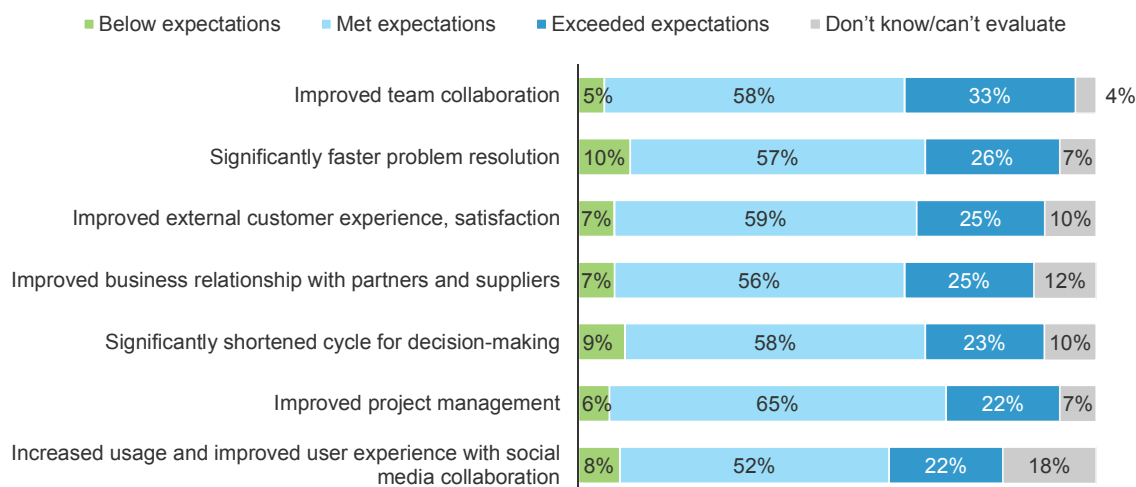 Below expectations Met expectations Exceeded expectations Don’t know/can’t evaluate
Improved team collaboration 5% 58% 33% 4%
Significantly faster problem resolution 10% 57% 26% 7%
Improved external customer experience, satisfaction 7% 59% 25% 10%
Improved business relationship with partners and suppliers 7% 56% 25% 12%
Significantly shortened cycle for decision-making 9% 58% 23% 10%
Improved project management 6% 65% 22% 7%
Increased usage and improved user experience with social
media collaboration 8% 52% 22% 18%